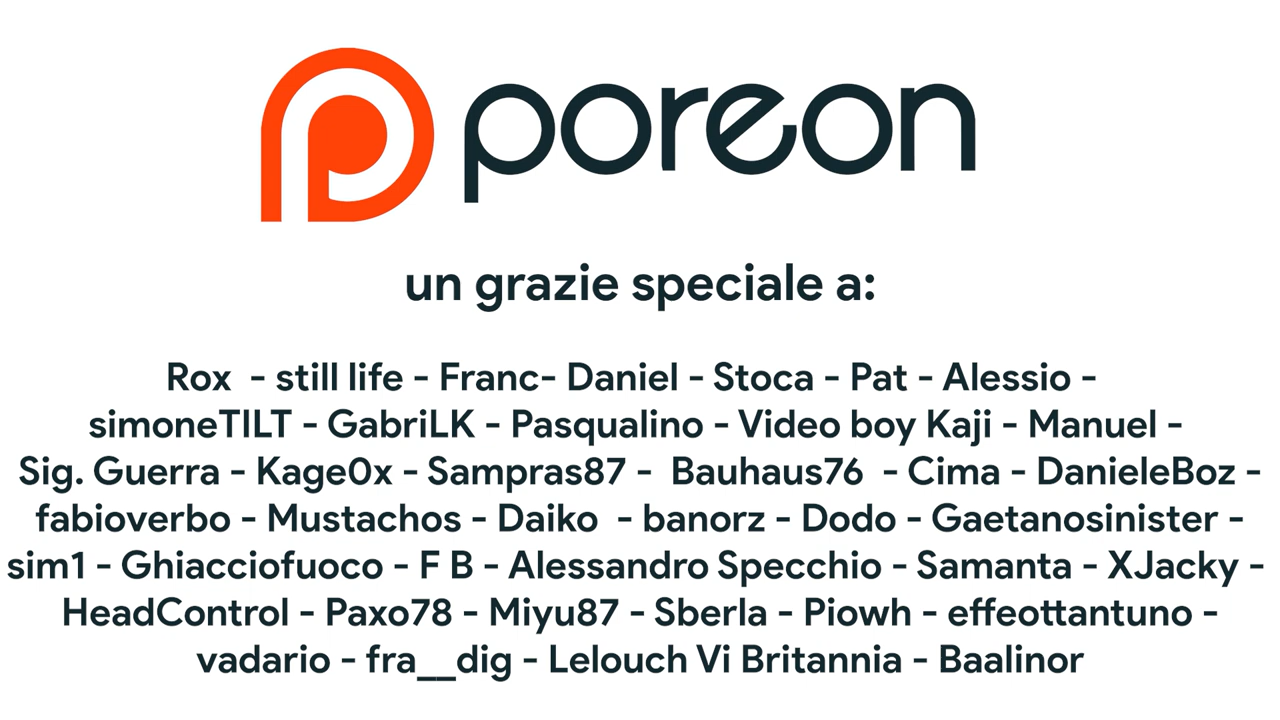 poreon
un grazie speciale a:
Rox - still life - Franc- Daniel - Stoca - Pat - Alessio -
simoneTILT - GabriLK - Pasqualino - Video boy Kaji - Manuel -
Sig. Guerra - Kage0x - Sampras87 - Bauhaus76 - Cima - DanieleBoz -
fabioverbo - Mustachos - Daiko - banorz - Dodo - Gaetanosinister -
sim1 - Ghiacciofuoco - F B - Alessandro Specchio - Samanta - XJacky -
HeadControl - Paxo78 - Miyu87 - Sberla - Piowh - effeottantuno -
vadario - fra__dig - Lelouch Vi Britannia - Baalinor